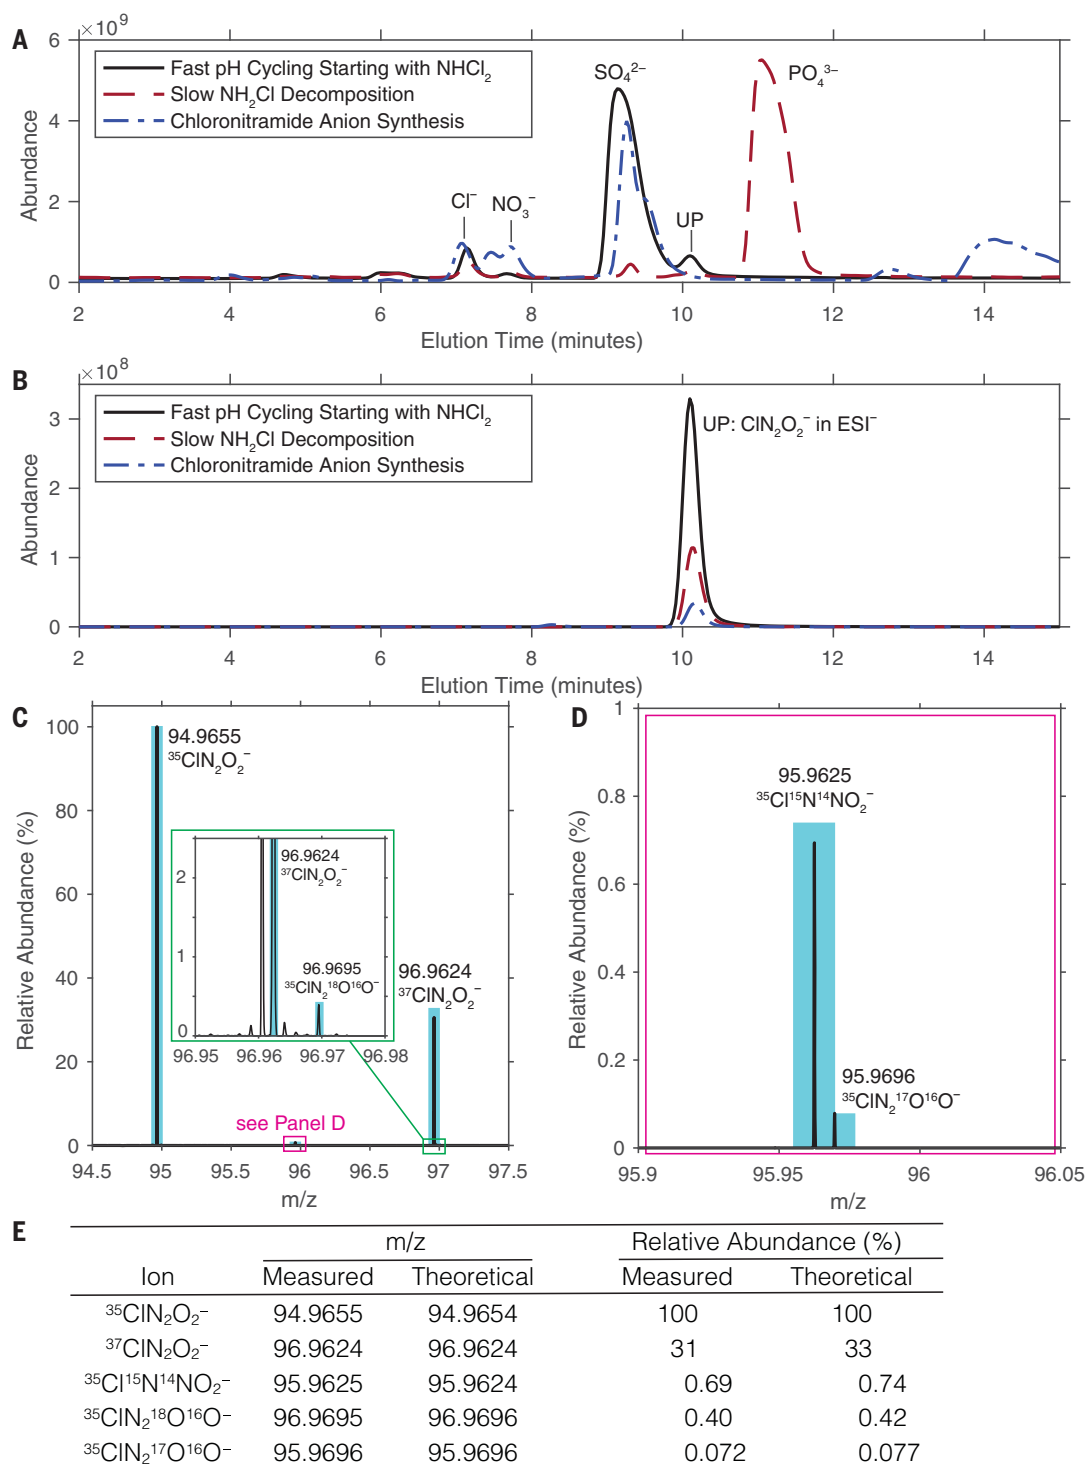 A
×10⁹
6
4
2
0
Abundance
Fast pH Cycling Starting with NHCl₂
Slow NH₂Cl Decomposition
Chloronitramide Anion Synthesis
Cl⁻
NO₃⁻
SO₄²⁻
UP
PO₄³⁻
2 4 6 8 10 12 14
Elution Time (minutes)
B
×10⁸
3
2
1
0
Abundance
Fast pH Cycling Starting with NHCl₂
Slow NH₂Cl Decomposition
Chloronitramide Anion Synthesis
UP: ClN₂O₂⁻ in ESI⁻
2 4 6 8 10 12 14
Elution Time (minutes)
C
100
80
60
40
20
0
Relative Abundance (%)
94.9655
³⁵ClN₂O₂⁻
2
1
0
96.9624
³⁷ClN₂O₂⁻
96.9695
³⁵ClN₂¹⁸O¹⁶O⁻
96.95 96.96 96.97 96.98
96.9624
³⁷ClN₂O₂⁻
see Panel D
94.5 95 95.5 96 96.5 97 97.5
m/z
D
1
0.8
0.6
0.4
0.2
0
Relative Abundance (%)
95.9625
³⁵Cl¹⁵N¹⁴NO₂⁻
95.9696
³⁵ClN₂¹⁷O¹⁶O⁻
95.9 95.95 96 96.05
m/z
E
m/z Relative Abundance (%)
Ion Measured Theoretical Measured Theoretical
³⁵ClN₂O₂⁻ 94.9655 94.9654 100 100
³⁷ClN₂O₂⁻ 96.9624 96.9624 31 33
³⁵Cl¹⁵N¹⁴NO₂⁻ 95.9625 95.9624 0.69 0.74
³⁵ClN₂¹⁸O¹⁶O⁻ 96.9695 96.9696 0.40 0.42
³⁵ClN₂¹⁷O¹⁶O⁻ 95.9696 95.9696 0.072 0.077